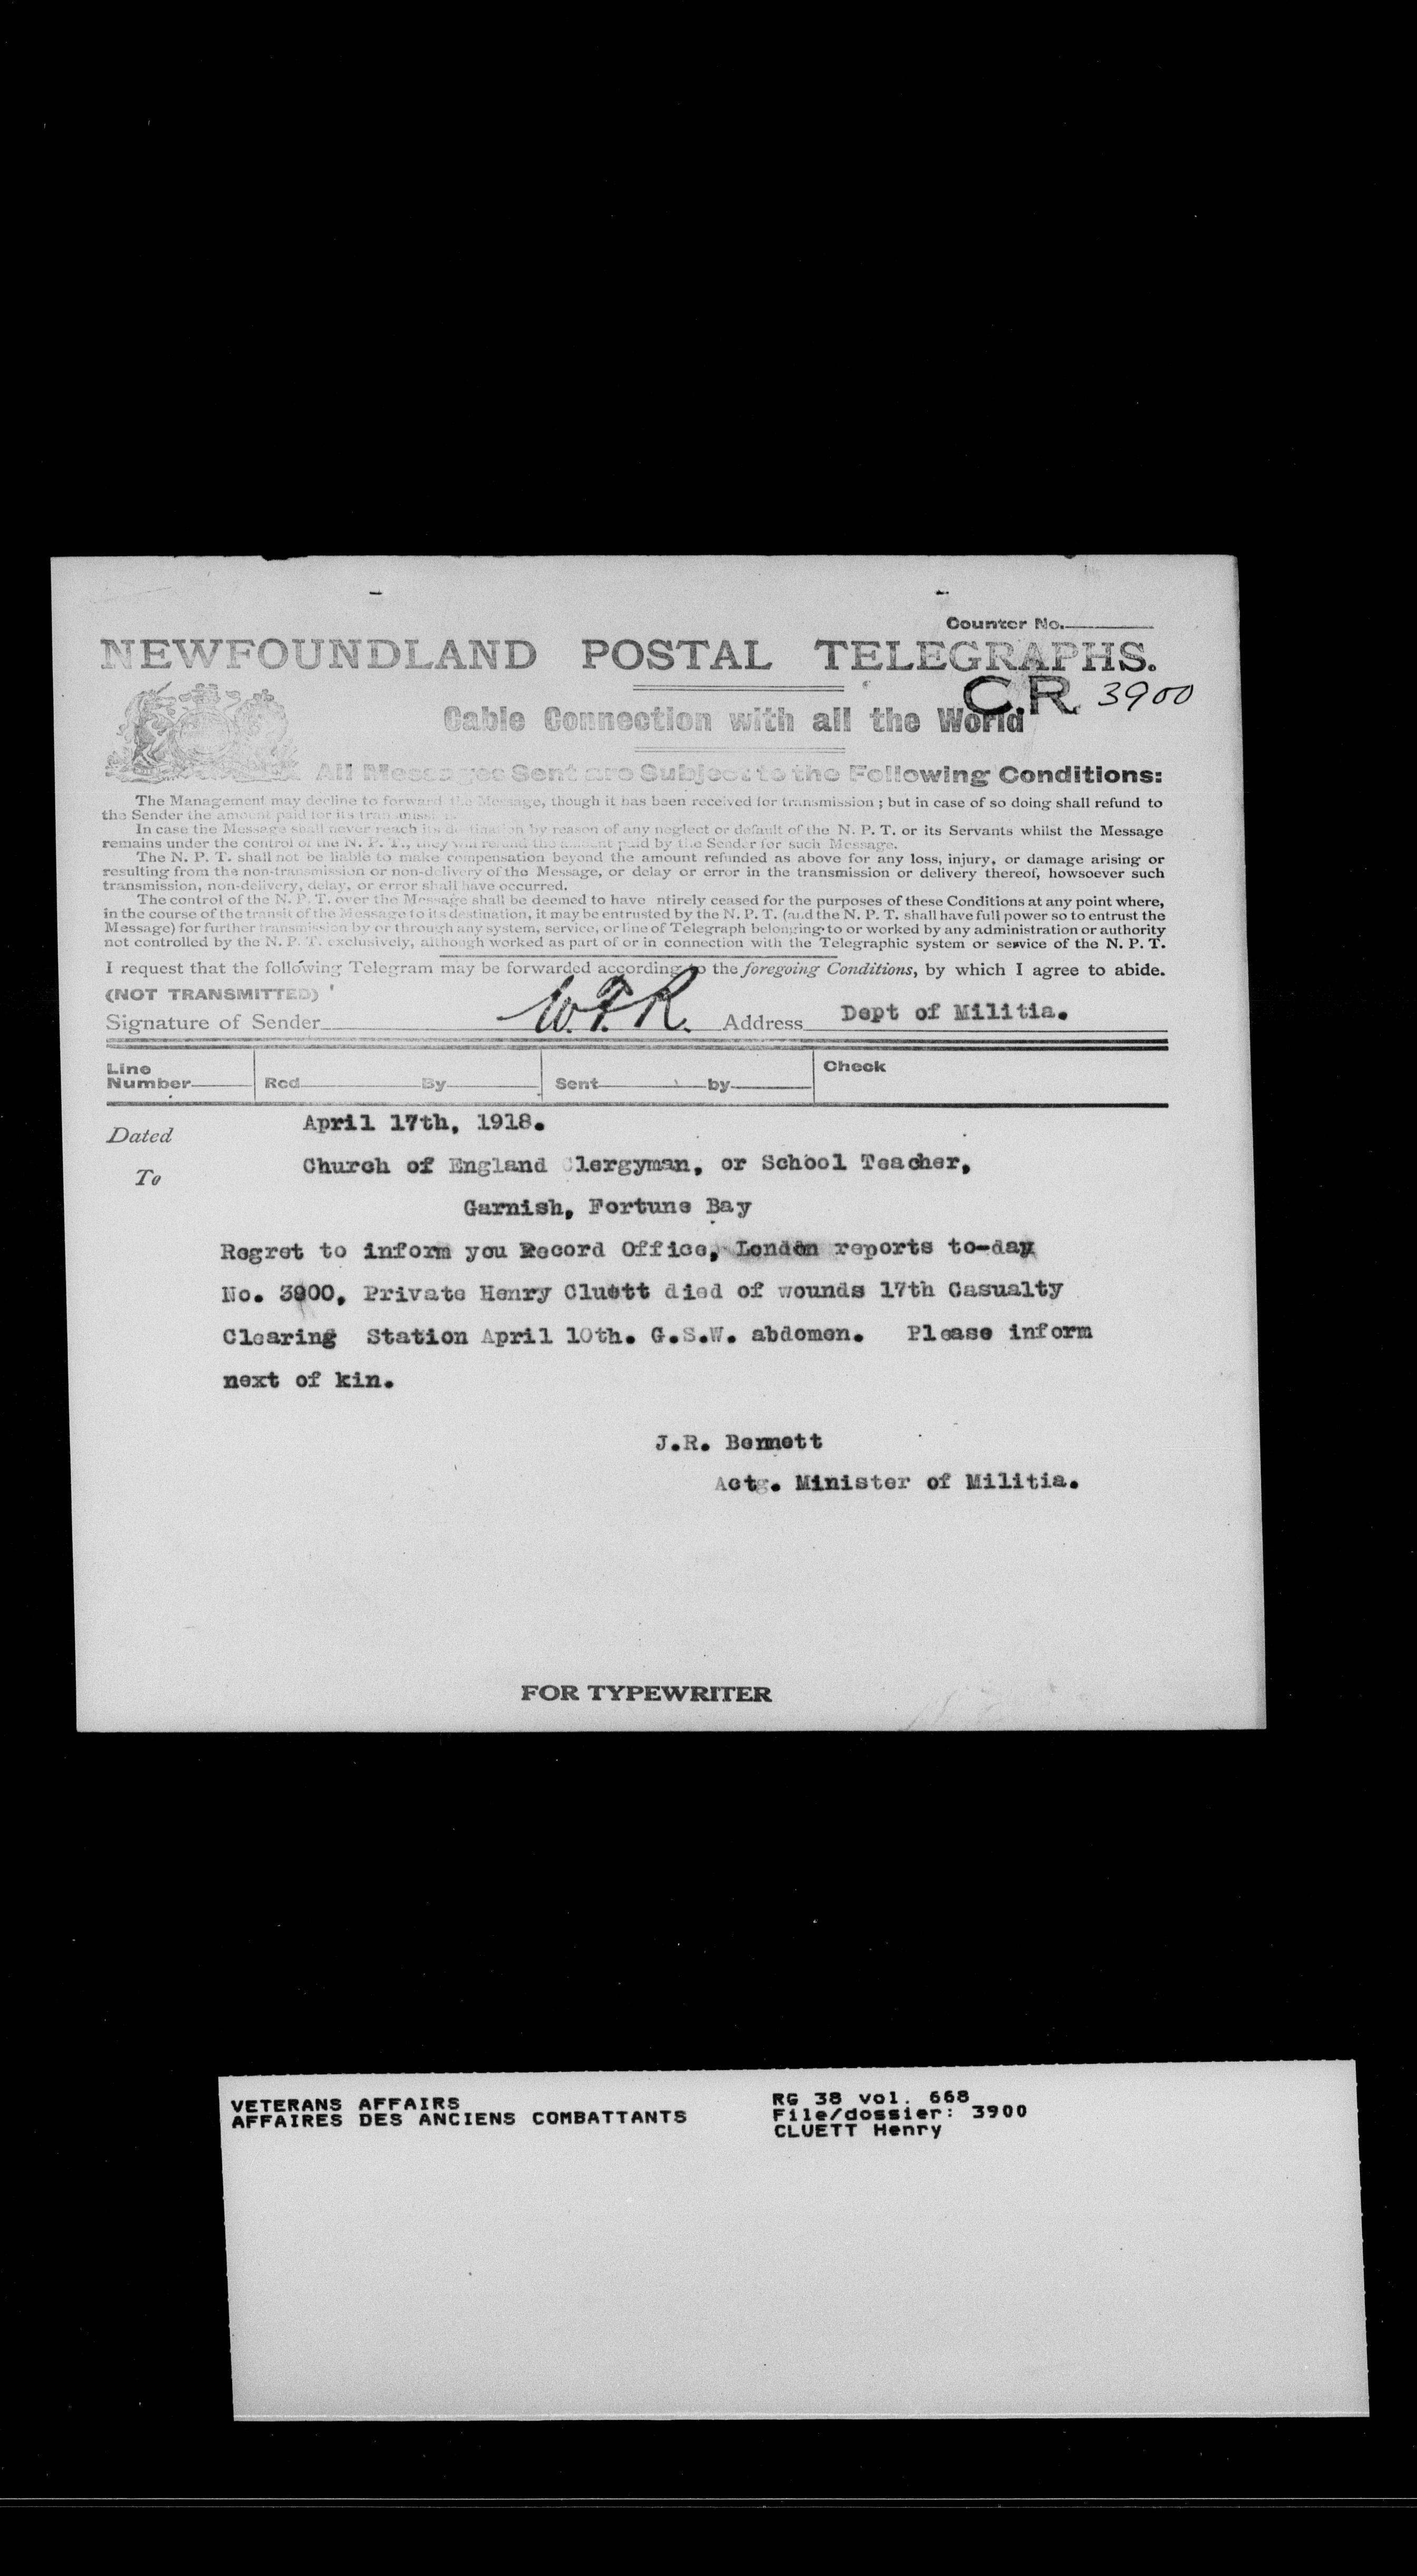 Counter No.
NEWFOUNDLAND POSTAL TELEGRAPHS.
C.R. 3900
Cable Connection with all the World
All Messages Sent are Subject to the Following Conditions:
The Management may decline to forward the Message, though it has been received for transmission ; but in case of so doing shall refund to
the Sender the amount paid for its transmission.
In case the Message shall never reach its destination by reason of any neglect or default of the N. P. T. or its Servants whilst the Message
remains under the control of the N. P. T., they will refund the amount paid by the Sender for such Message.
The N. P. T. shall not be liable to make compensation beyond the amount refunded as above for any loss, injury, or damage arising or
resulting from the non-transmission or non-delivery of the Message, or delay or error in the transmission or delivery thereof, howsoever such
transmission, non-delivery, delay, or error shall have occurred.
The control of the N. P. T. over the Message shall be deemed to have ntirely ceased for the purposes of these Conditions at any point where,
in the course of the transit of the Message to its destination, it may be entrusted by the N. P. T. (and the N. P. T. shall have full power so to entrust the
Message) for further transmission by or through any system, service, or line of Telegraph belonging to or worked by any administration or authority
not controlled by the N. P. T. exclusively, although worked as part of or in connection with the Telegraphic system or service of the N. P. T.
I request that the following Telegram may be forwarded according to the foregoing Conditions, by which I agree to abide.
(NOT TRANSMITTED)
Signature of Sender W.F.R. Address Dept of Militia.
Line
Number Rcd By Sent by Check
Dated April 17th, 1918.
To Church of England Clergyman, or School Teacher,
Garnish, Fortune Bay
Regret to inform you Record Office, London reports to-day
No. 3900, Private Henry Cluett died of wounds 17th Casualty
Clearing Station April 10th. G.S.W. abdomen. Please inform
next of kin.
J.R. Bennett
Actg. Minister of Militia.
FOR TYPEWRITER
VETERANS AFFAIRS RG 38 vol. 668
AFFAIRES DES ANCIENS COMBATTANTS File/dossier: 3900
CLUETT Henry